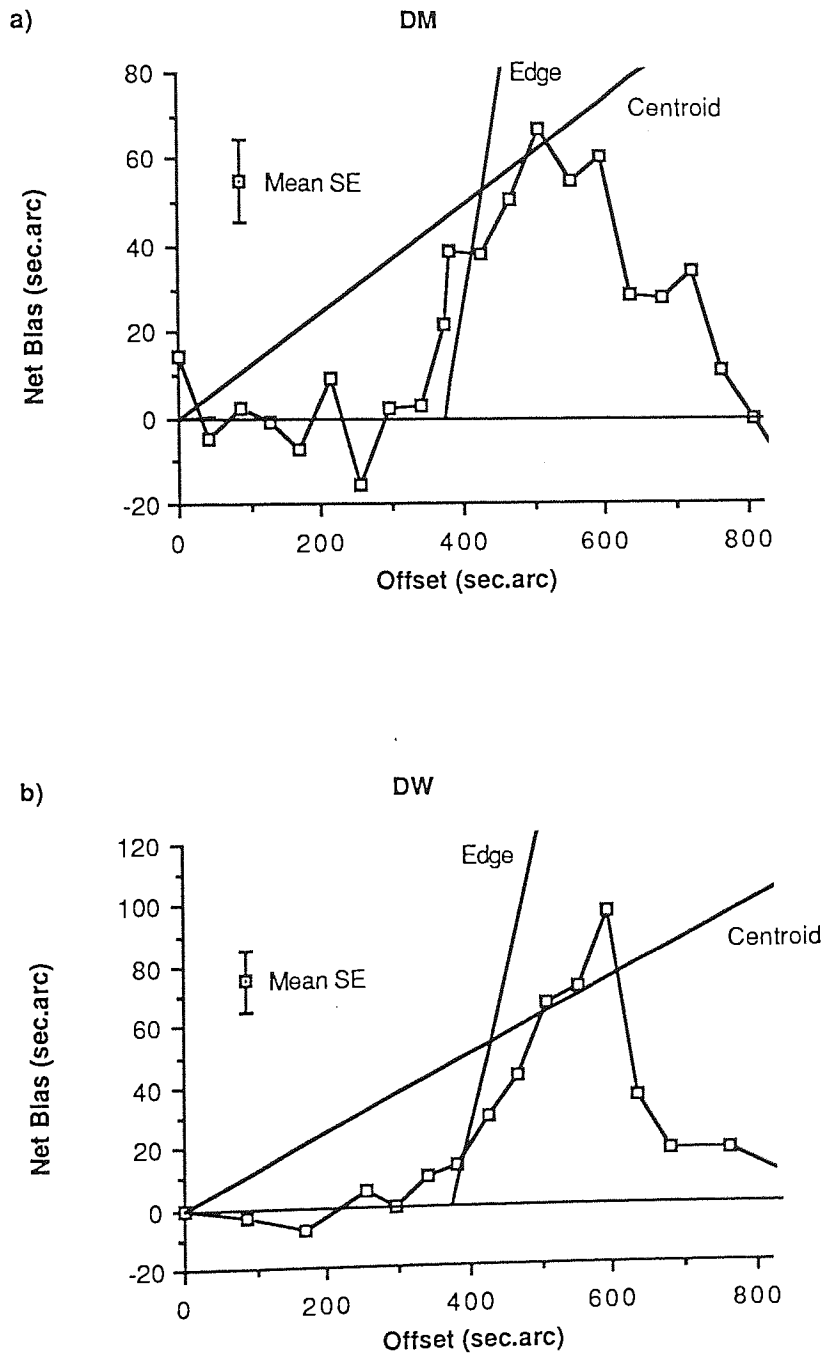 a)
DM
80
Edge
Centroid
60
Mean SE
40
20
0
-20
Net Bias (sec.arc)
0 200 400 600 800
Offset (sec.arc)
b)
DW
120
Edge
100
Centroid
80
Mean SE
60
40
20
0
-20
Net Bias (sec.arc)
0 200 400 600 800
Offset (sec.arc)